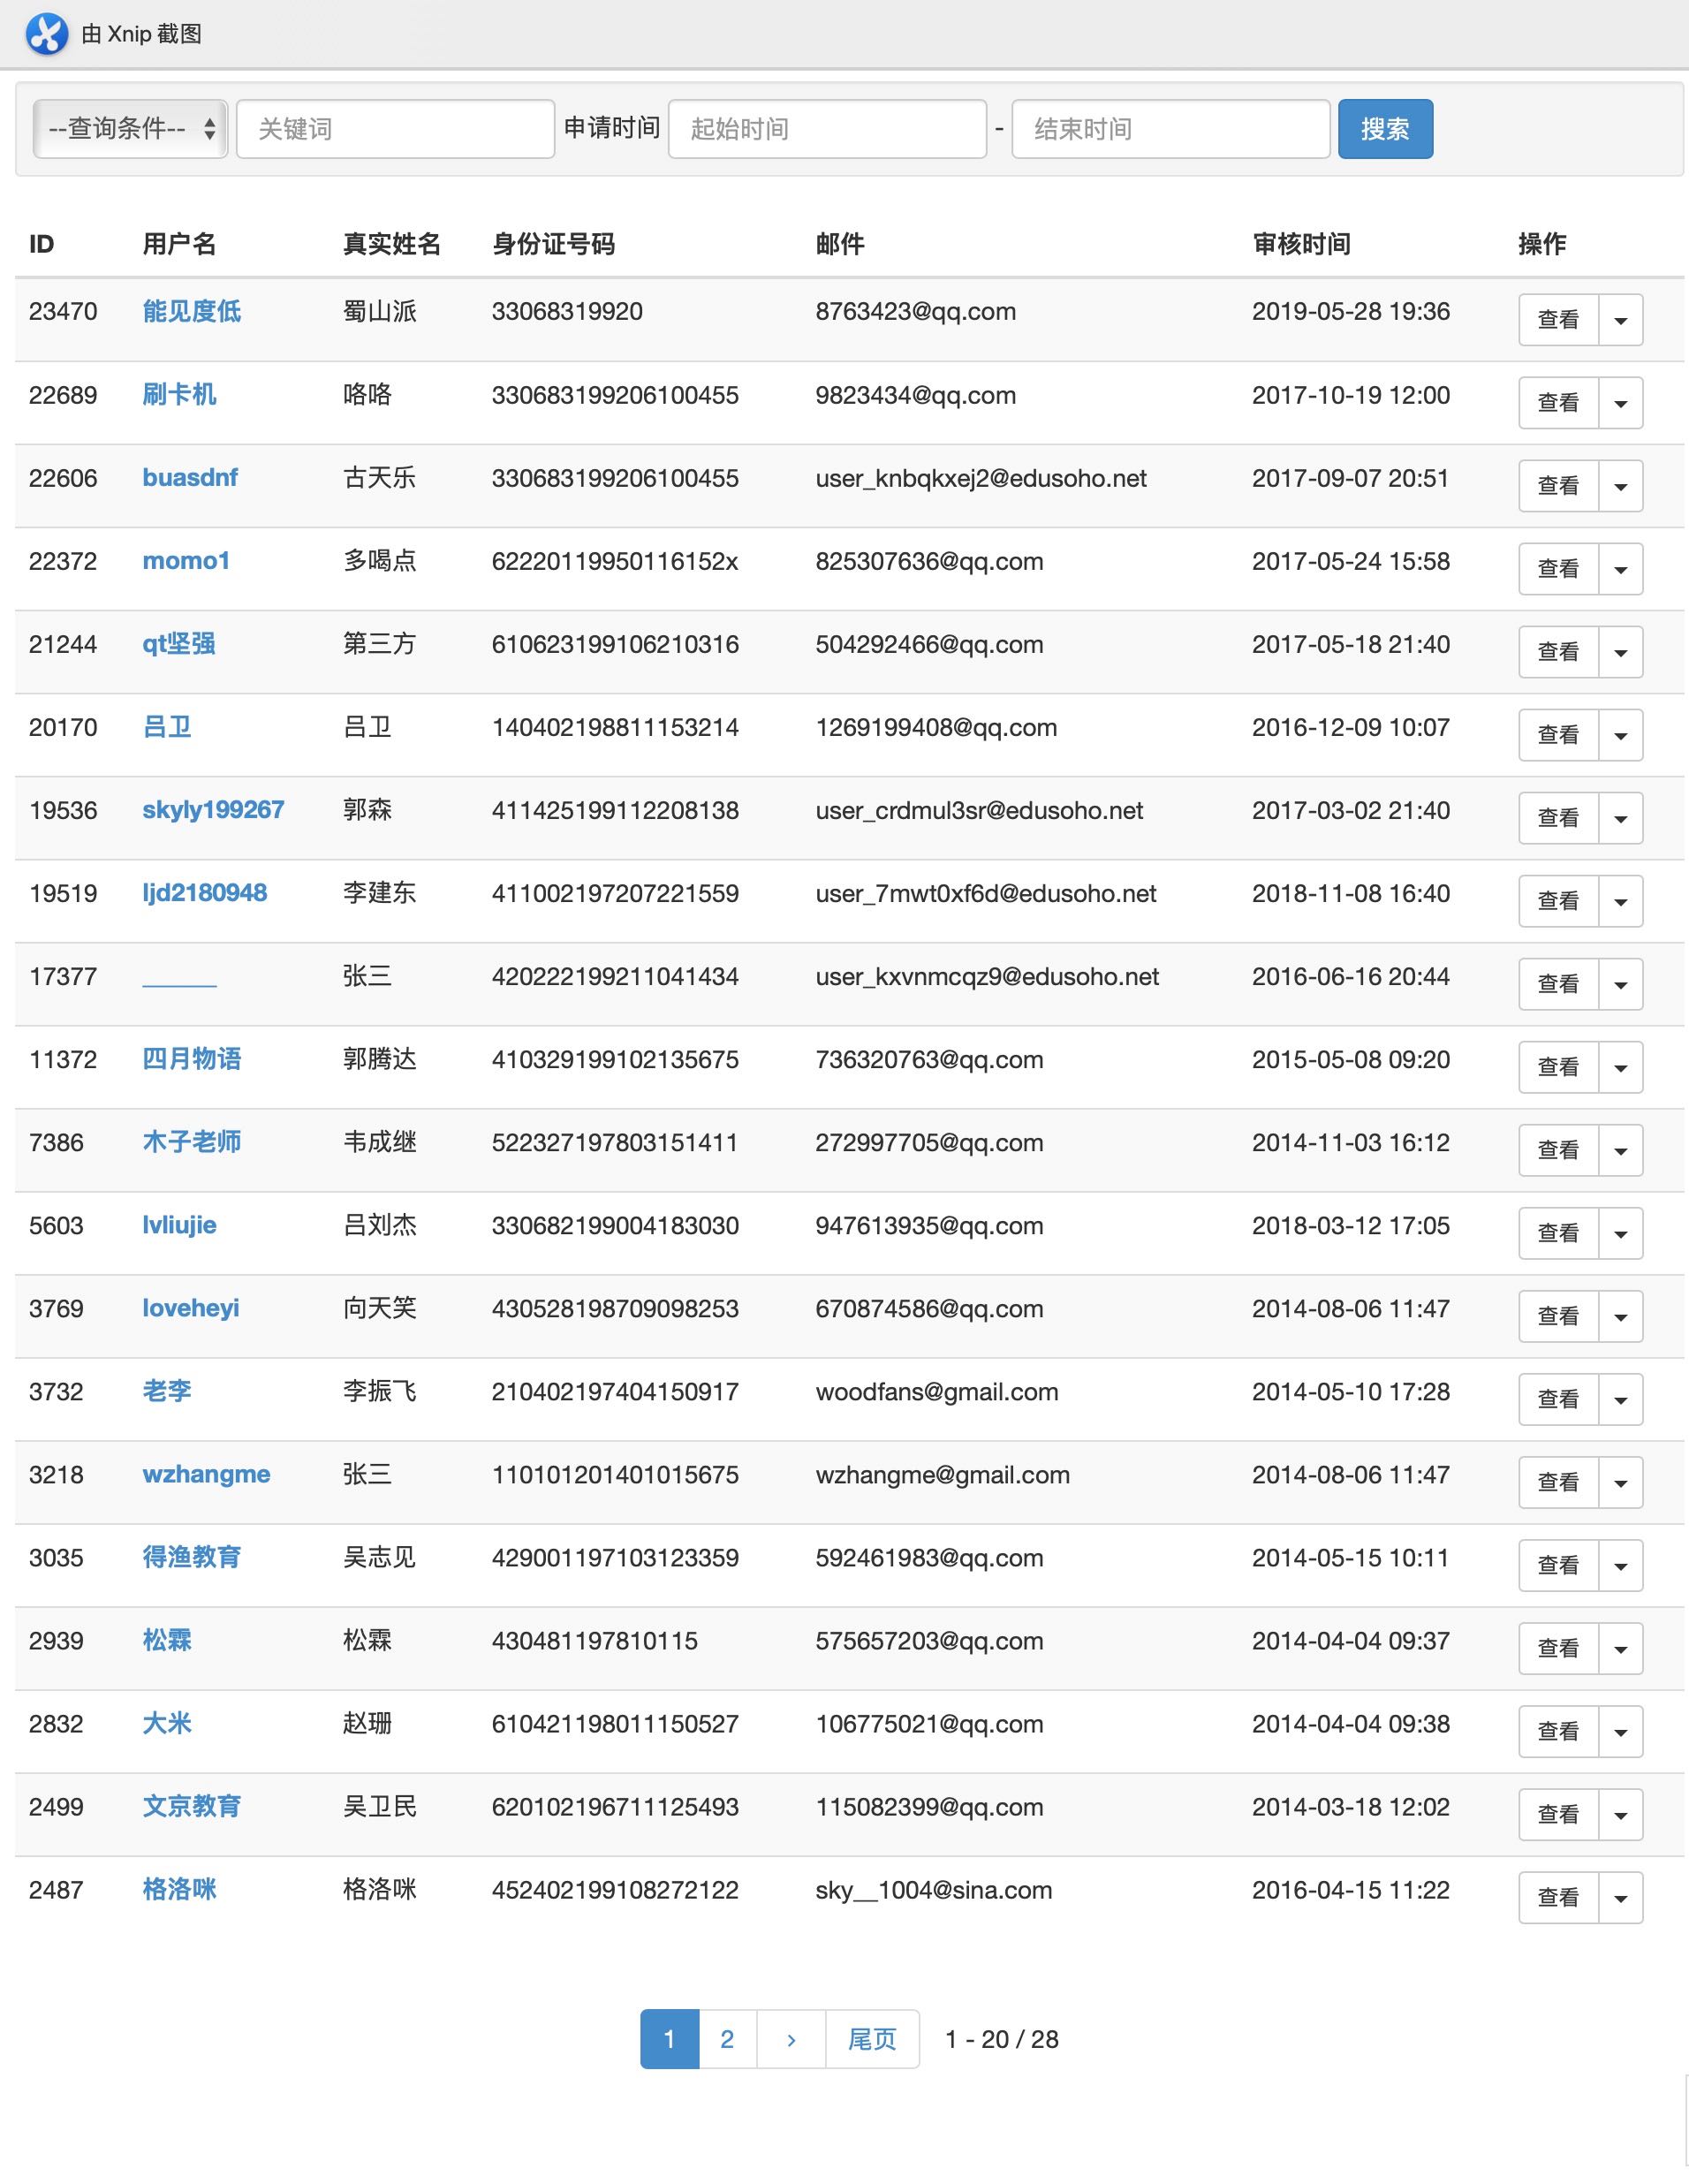 由 Xnip 截图
--查询条件-- 关键词 申请时间 起始时间 - 结束时间 搜索
ID 用户名 真实姓名 身份证号码 邮件 审核时间 操作
23470 能见度低 蜀山派 33068319920 8763423@qq.com 2019-05-28 19:36 查看
22689 刷卡机 咯咯 330683199206100455 9823434@qq.com 2017-10-19 12:00 查看
22606 buasdnf 古天乐 330683199206100455 user_knbqkxej2@edusoho.net 2017-09-07 20:51 查看
22372 momo1 多喝点 62220119950116152x 825307636@qq.com 2017-05-24 15:58 查看
21244 qt坚强 第三方 610623199106210316 504292466@qq.com 2017-05-18 21:40 查看
20170 吕卫 吕卫 140402198811153214 1269199408@qq.com 2016-12-09 10:07 查看
19536 skyly199267 郭森 411425199112208138 user_crdmul3sr@edusoho.net 2017-03-02 21:40 查看
19519 ljd2180948 李建东 411002197207221559 user_7mwt0xf6d@edusoho.net 2018-11-08 16:40 查看
17377 ______ 张三 420222199211041434 user_kxvnmcqz9@edusoho.net 2016-06-16 20:44 查看
11372 四月物语 郭腾达 410329199102135675 736320763@qq.com 2015-05-08 09:20 查看
7386 木子老师 韦成继 522327197803151411 272997705@qq.com 2014-11-03 16:12 查看
5603 lvliujie 吕刘杰 330682199004183030 947613935@qq.com 2018-03-12 17:05 查看
3769 loveheyi 向天笑 430528198709098253 670874586@qq.com 2014-08-06 11:47 查看
3732 老李 李振飞 210402197404150917 woodfans@gmail.com 2014-05-10 17:28 查看
3218 wzhangme 张三 110101201401015675 wzhangme@gmail.com 2014-08-06 11:47 查看
3035 得渔教育 吴志见 429001197103123359 592461983@qq.com 2014-05-15 10:11 查看
2939 松霖 松霖 430481197810115 575657203@qq.com 2014-04-04 09:37 查看
2832 大米 赵珊 610421198011150527 106775021@qq.com 2014-04-04 09:38 查看
2499 文京教育 吴卫民 620102196711125493 115082399@qq.com 2014-03-18 12:02 查看
2487 格洛咪 格洛咪 452402199108272122 sky__1004@sina.com 2016-04-15 11:22 查看
1 2 › 尾页 1 - 20 / 28